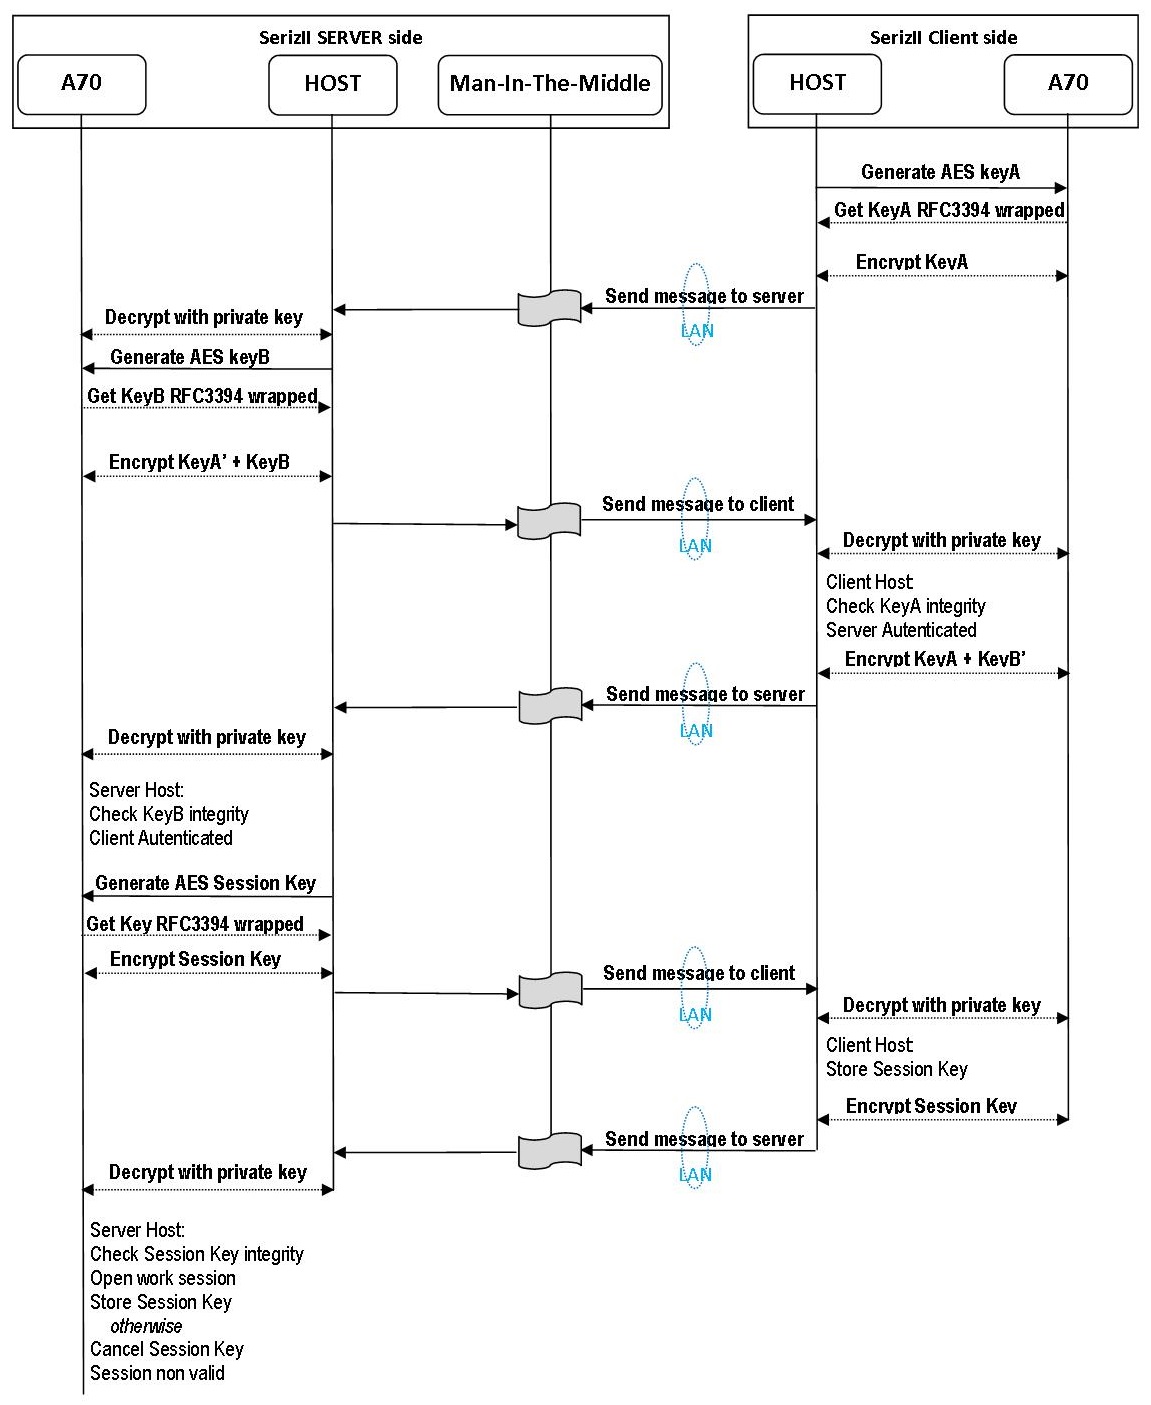 SerizII SERVER side
SerizII Client side
A70
HOST
Man-In-The-Middle
HOST
A70
Generate AES keyA
Get KeyA RFC3394 wrapped
Encrypt KeyA
Send message to server
LAN
Decrypt with private key
Generate AES keyB
Get KeyB RFC3394 wrapped
Encrypt KeyA’ + KeyB
Send message to client
LAN
Decrypt with private key
Client Host:
Check KeyA integrity
Server Autenticated
Encrypt KeyA + KeyB’
Send message to server
LAN
Decrypt with private key
Server Host:
Check KeyB integrity
Client Autenticated
Generate AES Session Key
Get Key RFC3394 wrapped
Encrypt Session Key
Send message to client
LAN
Decrypt with private key
Client Host:
Store Session Key
Encrypt Session Key
Send message to server
LAN
Decrypt with private key
Server Host:
Check Session Key integrity
Open work session
Store Session Key
otherwise
Cancel Session Key
Session non valid